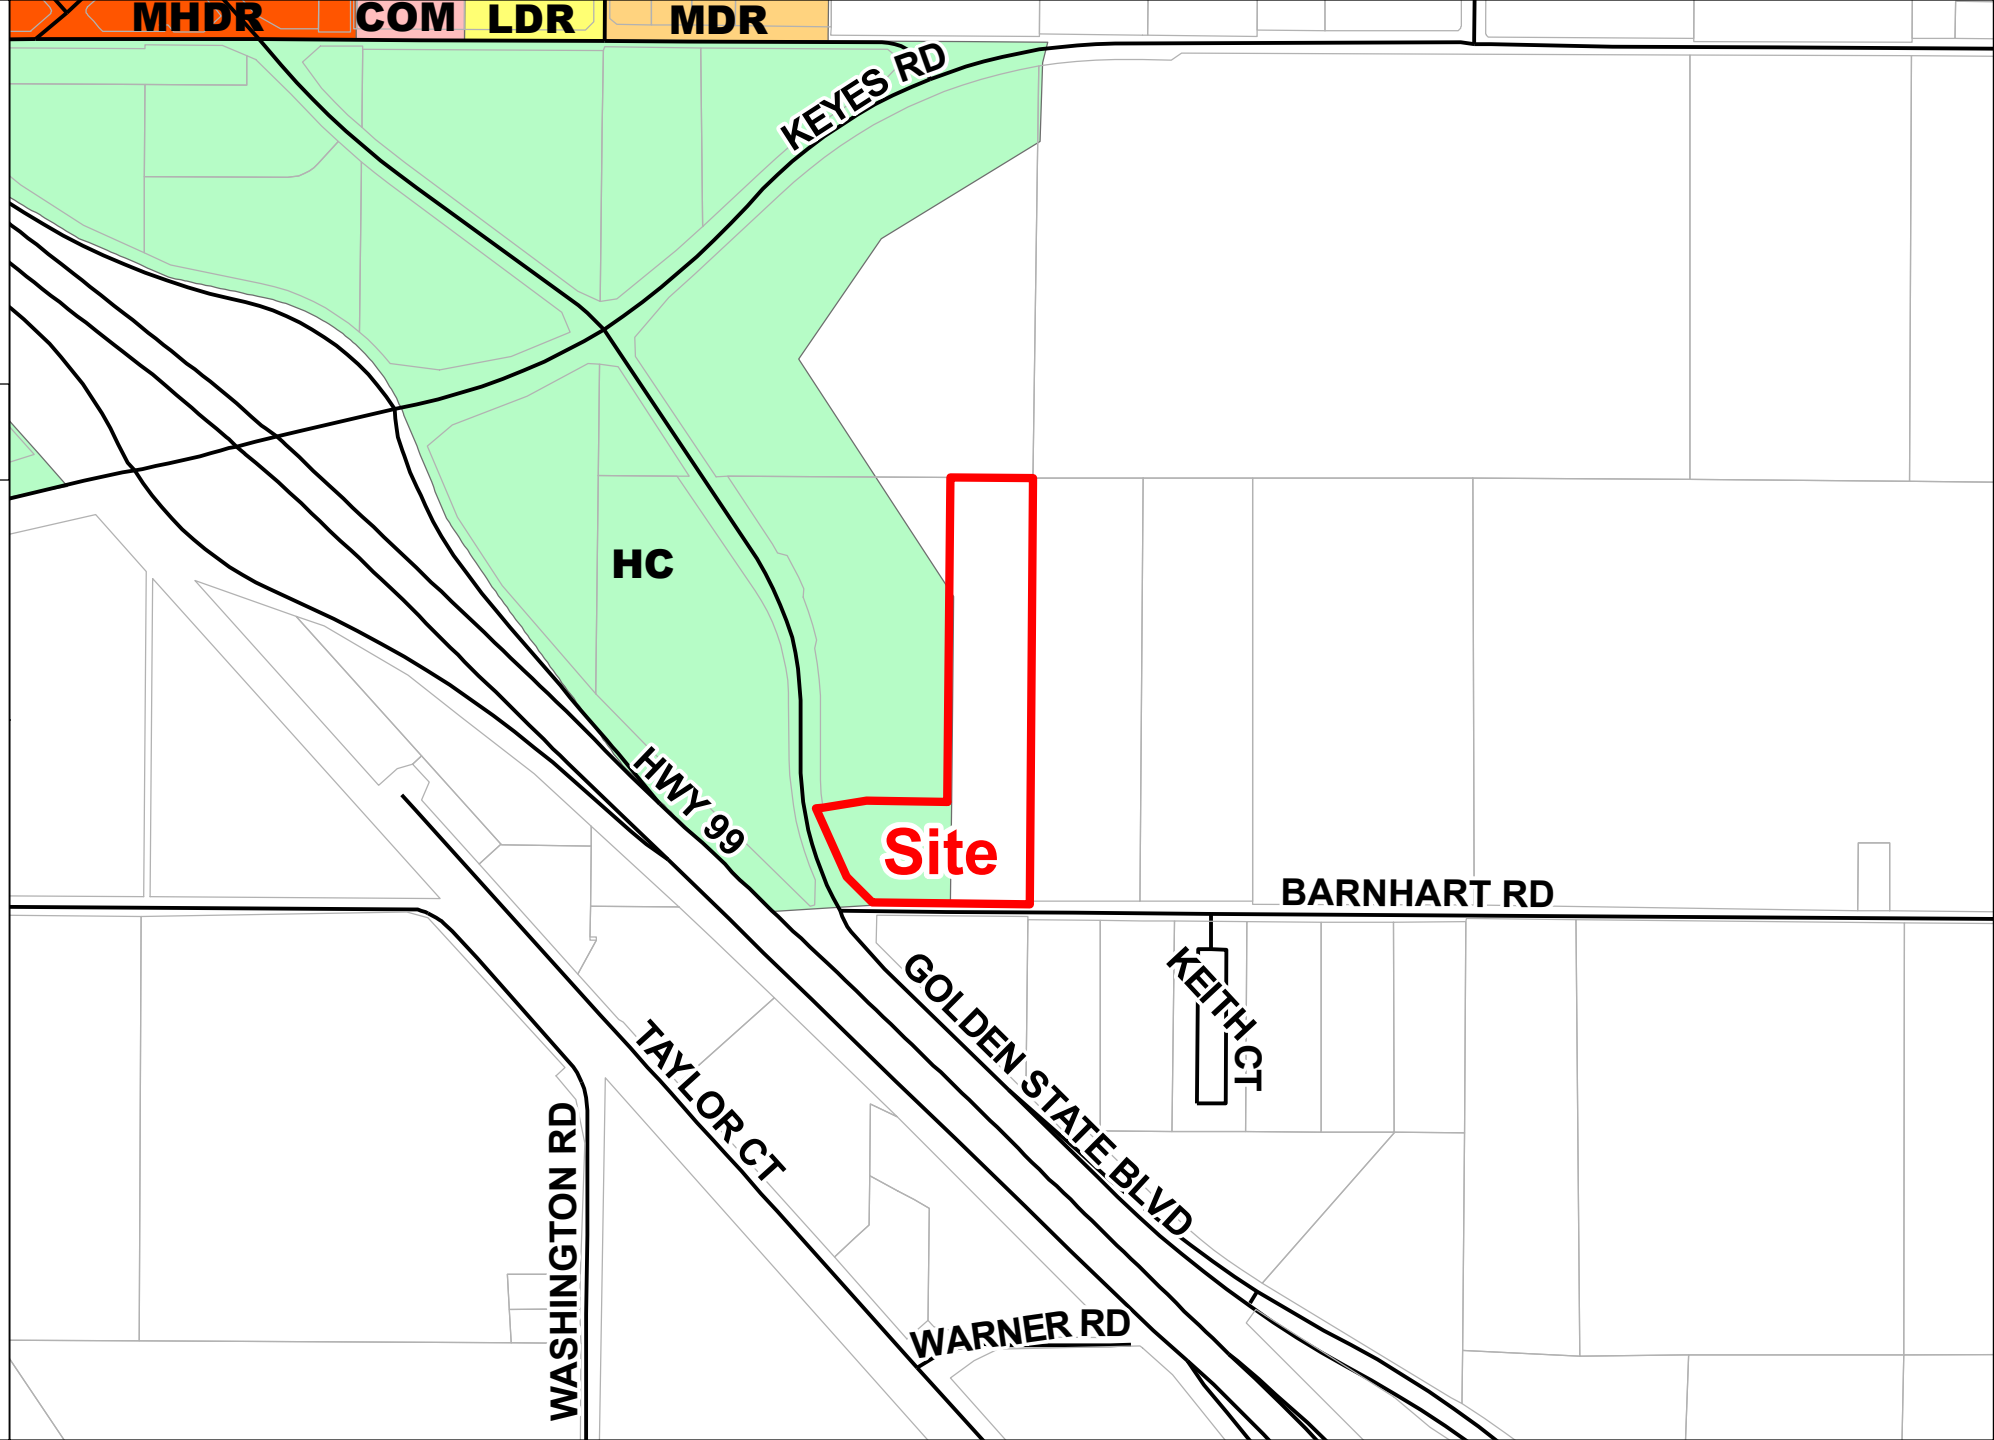 MHDR
COM
LDR
MDR
KEYES RD
HC
HWY 99
Site
BARNHART RD
KEITH CT
GOLDEN STATE BLVD
TAYLOR CT
WASHINGTON RD
WARNER RD